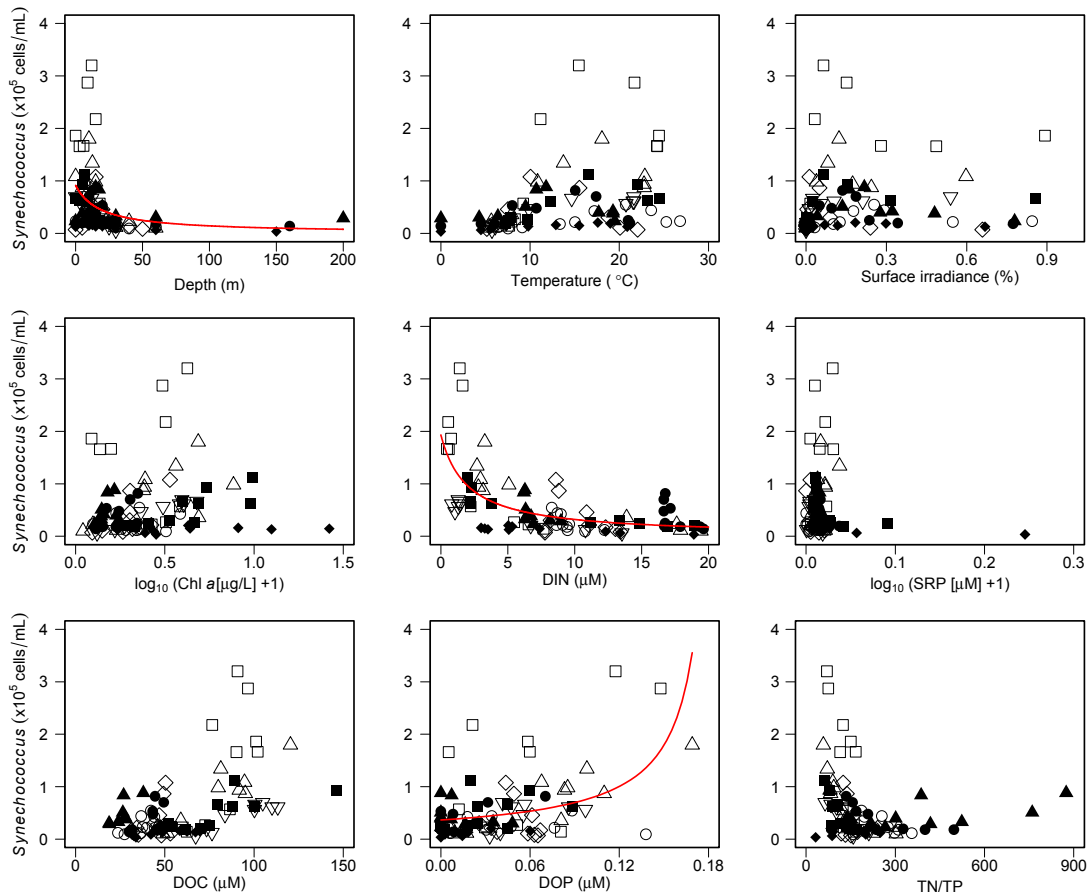 Synechococcus (x10⁵ cells/mL)
4
3
2
1
0
0 50 100 150 200
Depth (m)
4
3
2
1
0
0 10 20 30
Temperature ( °C)
4
3
2
1
0
0.0 0.3 0.6 0.9
Surface irradiance (%)
Synechococcus (x10⁵ cells/mL)
4
3
2
1
0
0.0 0.5 1.0 1.5
log₁₀ (Chl a[µg/L] +1)
4
3
2
1
0
0 5 10 15 20
DIN (µM)
4
3
2
1
0
0.0 0.1 0.2 0.3
log₁₀ (SRP [µM] +1)
Synechococcus (x10⁵ cells/mL)
4
3
2
1
0
0 50 100 150
DOC (µM)
4
3
2
1
0
0.00 0.06 0.12 0.18
DOP (µM)
4
3
2
1
0
0 300 600 900
TN/TP